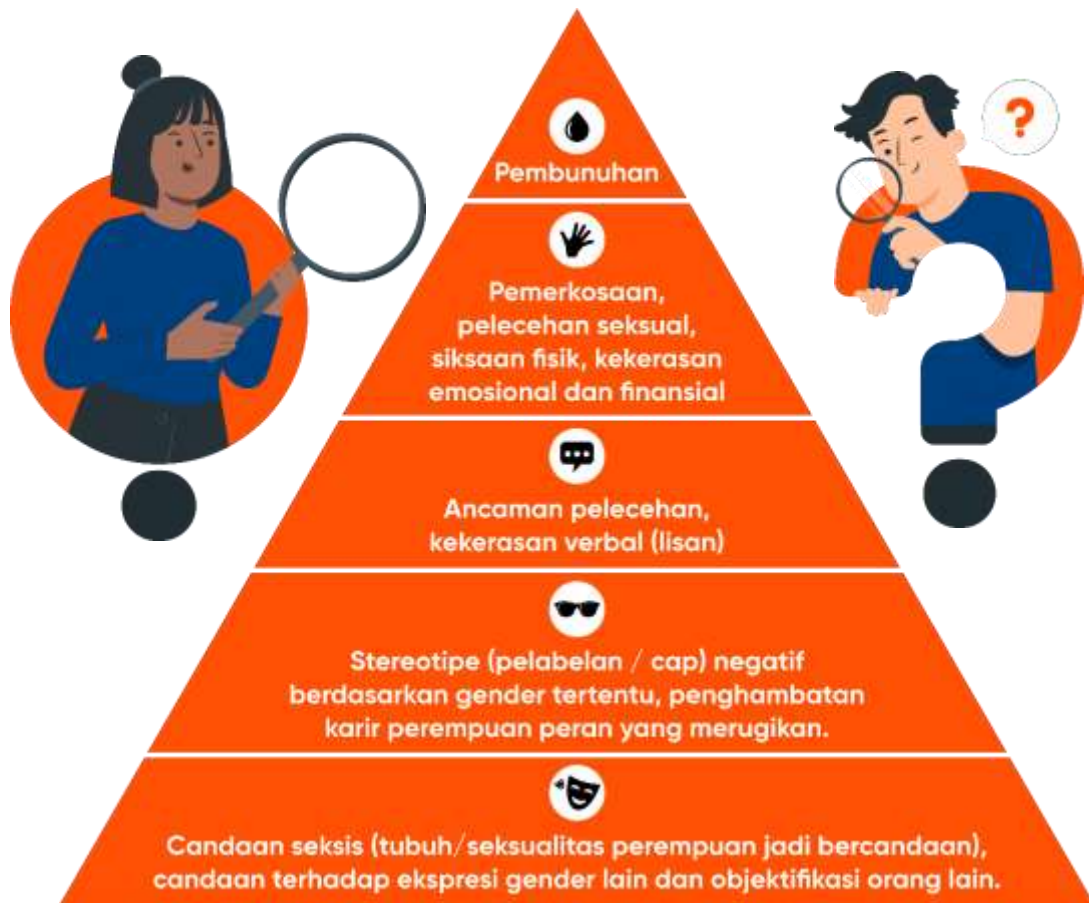 ?
Pembunuhan
Pemerkosaan,
pelecehan seksual,
siksaan fisik, kekerasan
emosional dan finansial
Ancaman pelecehan,
kekerasan verbal (lisan)
Stereotipe (pelabelan / cap) negatif
berdasarkan gender tertentu, penghambatan
karir perempuan peran yang merugikan.
Candaan seksis (tubuh/seksualitas perempuan jadi bercandaan),
candaan terhadap ekspresi gender lain dan objektifikasi orang lain.